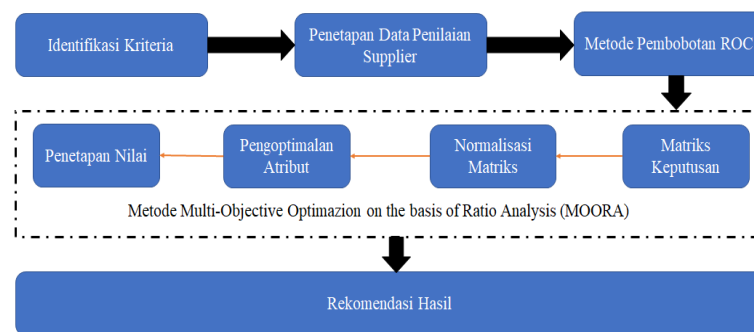 Identifikasi Kriteria
Penetapan Data Penilaian
Supplier
Metode Pembobotan ROC
Penetapan Nilai
Pengoptimalan
Atribut
Normalisasi
Matriks
Matriks
Keputusan
Metode Multi-Objective Optimazion on the basis of Ratio Analysis (MOORA)
Rekomendasi Hasil